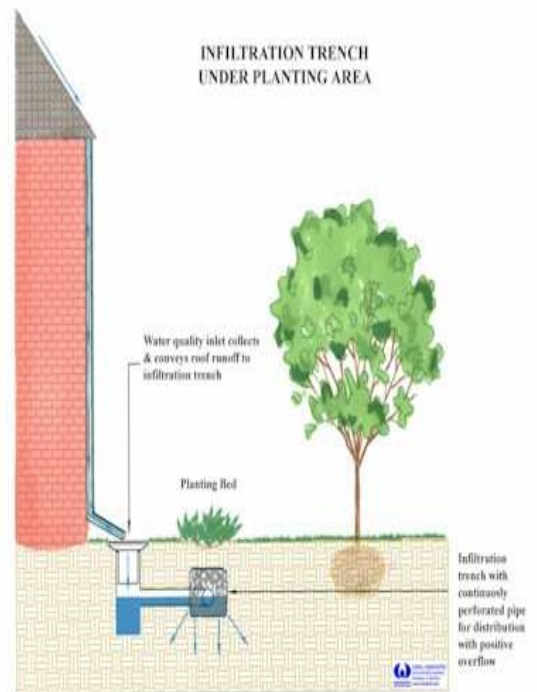 INFILTRATION TRENCH
UNDER PLANTING AREA
Water quality inlet collects
& conveys roof runoff to
infiltration trench
Planting Bed
Infiltration
trench with
continuosly
perforated pipe
for distribution
with positive
overflow